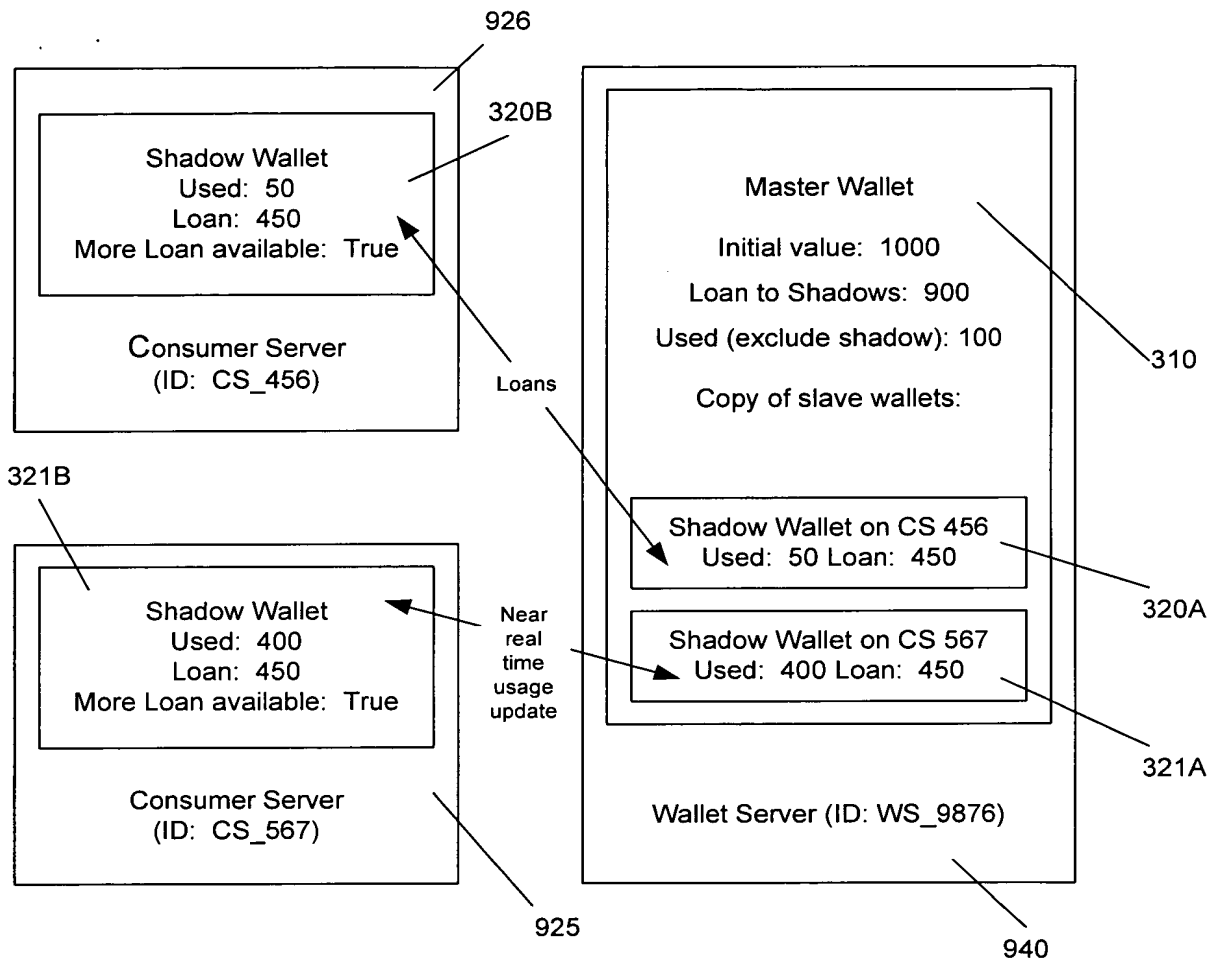 926
320B
Shadow Wallet
Used: 50
Loan: 450
More Loan available: True
Consumer Server
(ID: CS_456)
Loans
321B
Shadow Wallet
Used: 400
Loan: 450
More Loan available: True
Consumer Server
(ID: CS_567)
925
Near
real
time
usage
update
Master Wallet
Initial value: 1000
Loan to Shadows: 900
Used (exclude shadow): 100
Copy of slave wallets:
310
Shadow Wallet on CS 456
Used: 50 Loan: 450
320A
Shadow Wallet on CS 567
Used: 400 Loan: 450
321A
Wallet Server (ID: WS_9876)
940